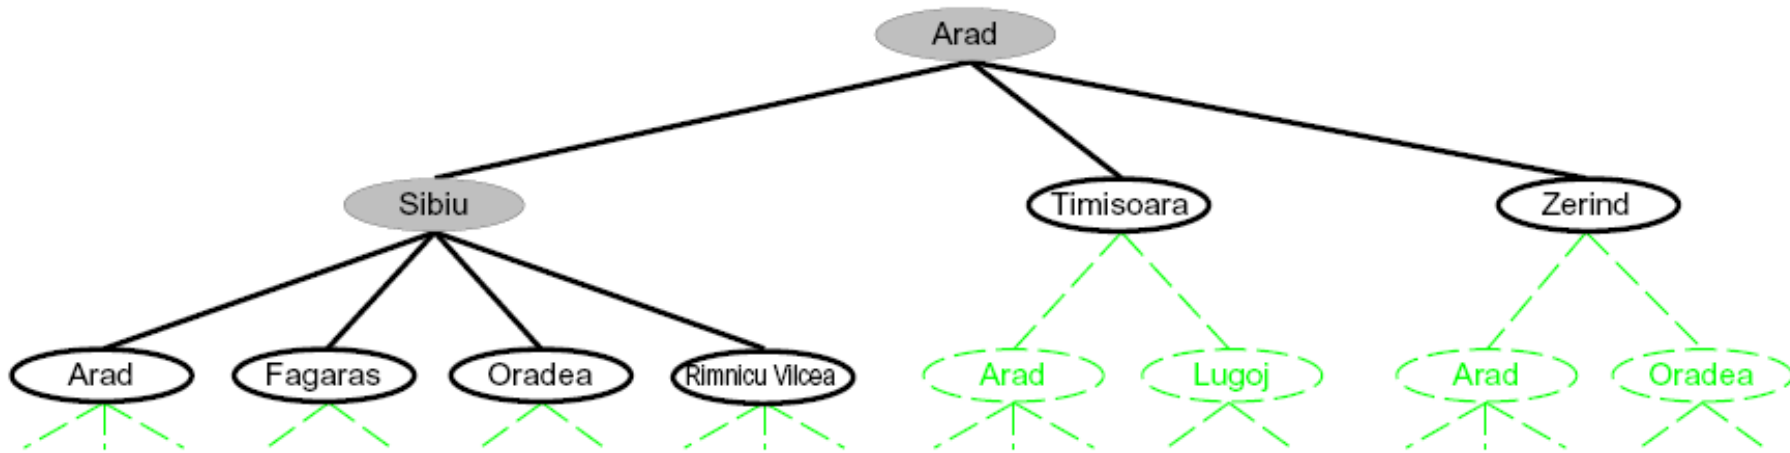 Arad
Sibiu
Timisoara
Zerind
Arad
Fagaras
Oradea
Rimnicu Vilcea
Arad
Lugoj
Arad
Oradea